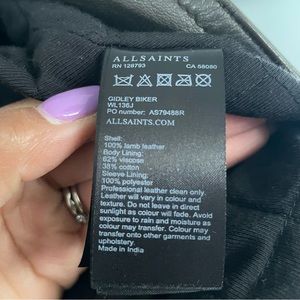 ALLSAINTS
RN 128793 CA 58080
GIDLEY BIKER
WL136J
PO number: AS79488R
ALLSAINTS.COM
Shell:
100% lamb leather
Body Lining:
62% viscose
38% cotton
Sleeve Lining:
100% polyester
Professional leather clean only.
Leather will vary in colour and
texture. Do not leave in direct
sunlight as colour will fade. Avoid
exposure to rain and moisture as
colour may transfer. Colour may
transfer onto other garments and
upholstery.
Made in India